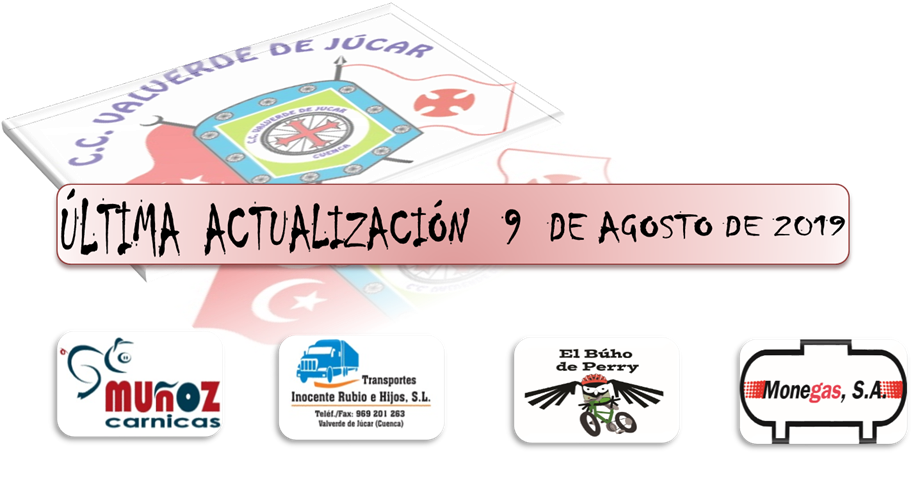 C.C. VALVERDE DE JÚCAR
C.C. VALVERDE DE JUCAR
CUENCA
ÚLTIMA ACTUALIZACIÓN 9 DE AGOSTO DE 2019
MUÑOZ
carnicas
Transportes
Inocente Rubio e Hijos, S.L.
Teléf./Fax: 969 201 263
Valverde de Júcar (Cuenca)
El Búho
de Perry
Monegas, S.A.